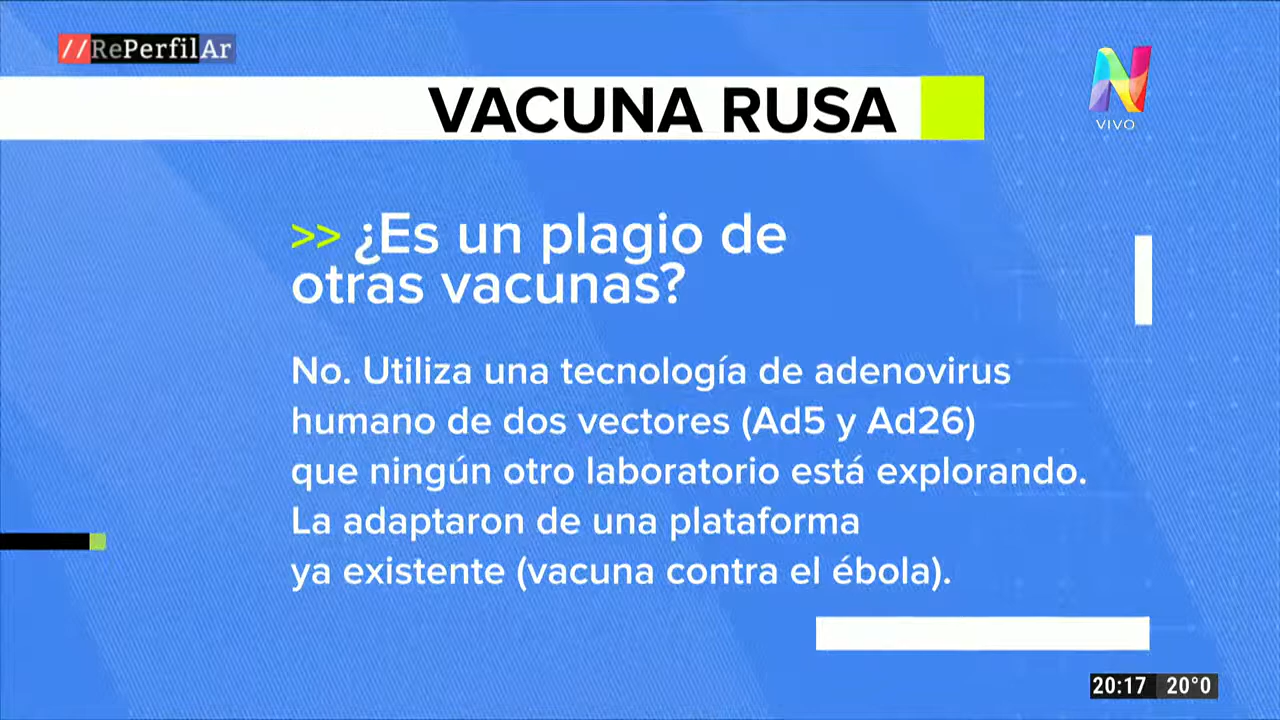 //RePerfilAr
VACUNA RUSA
N
VIVO
>> ¿Es un plagio de
otras vacunas?
No. Utiliza una tecnología de adenovirus
humano de dos vectores (Ad5 y Ad26)
que ningún otro laboratorio está explorando.
La adaptaron de una plataforma
ya existente (vacuna contra el ébola).
20:17 20°0